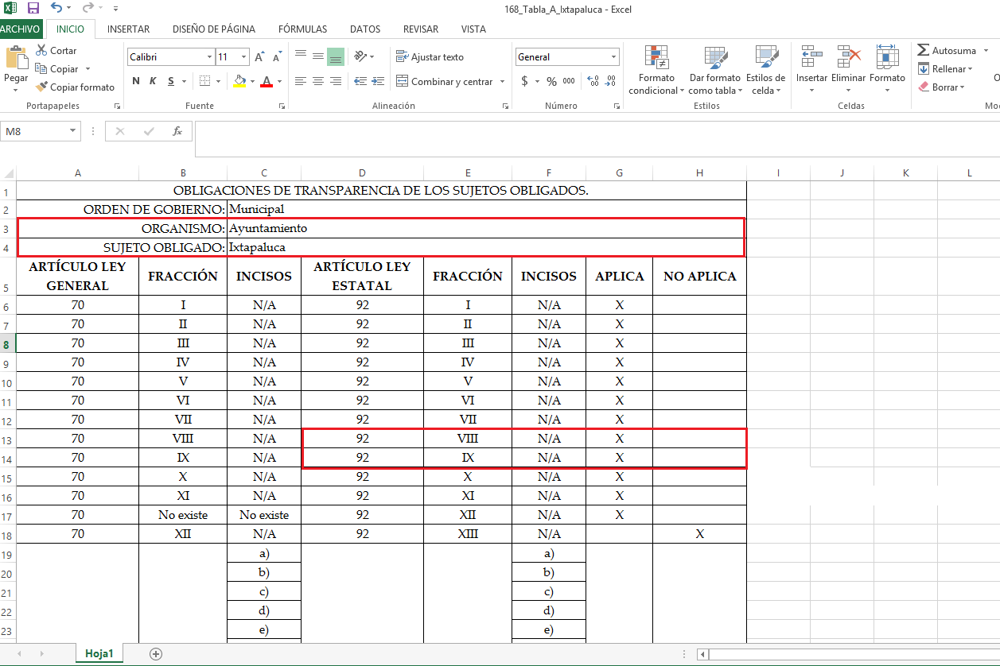 168_Tabla_A_Ixtapaluca - Excel
ARCHIVO INICIO INSERTAR DISEÑO DE PÁGINA FÓRMULAS DATOS REVISAR VISTA
Pegar
Cortar
Copiar
Copiar formato
Portapapeles
Calibri 11
N K S
Fuente
Ajustar texto
Combinar y centrar
Alineación
General
$ % 000
Número
Formato condicional
Dar formato como tabla
Estilos de celda
Estilos
Insertar Eliminar Formato
Celdas
Autosuma
Rellenar
Borrar
M8
fx
A B C D E F G H I J K L
1 OBLIGACIONES DE TRANSPARENCIA DE LOS SUJETOS OBLIGADOS.
2 ORDEN DE GOBIERNO: Municipal
3 ORGANISMO: Ayuntamiento
4 SUJETO OBLIGADO: Ixtapaluca
5 ARTÍCULO LEY GENERAL FRACCIÓN INCISOS ARTÍCULO LEY ESTATAL FRACCIÓN INCISOS APLICA NO APLICA
6 70 I N/A 92 I N/A X
7 70 II N/A 92 II N/A X
8 70 III N/A 92 III N/A X
9 70 IV N/A 92 IV N/A X
10 70 V N/A 92 V N/A X
11 70 VI N/A 92 VI N/A X
12 70 VII N/A 92 VII N/A X
13 70 VIII N/A 92 VIII N/A X
14 70 IX N/A 92 IX N/A X
15 70 X N/A 92 X N/A X
16 70 XI N/A 92 XI N/A X
17 70 No existe No existe 92 XII N/A X
18 70 XII N/A 92 XIII N/A X
19 a) a)
20 b) b)
21 c) c)
22 d) d)
23 e) e)
Hoja1